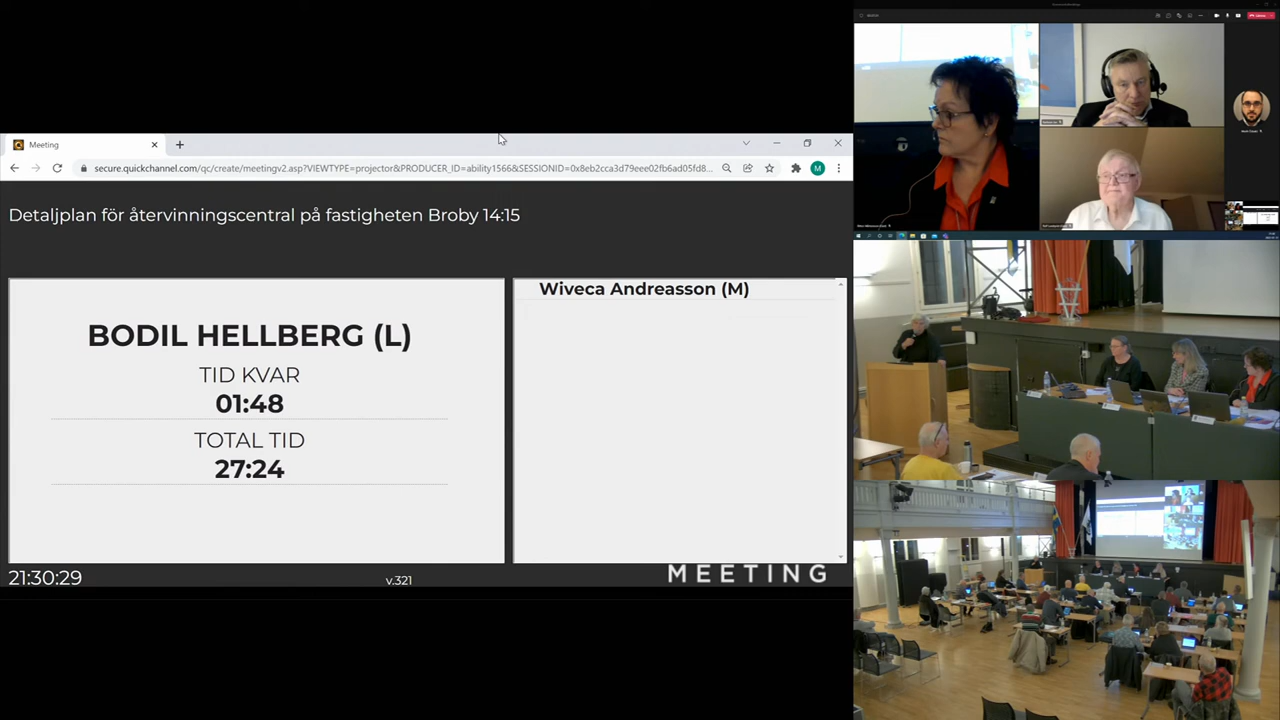 Meeting
secure.quickchannel.com/qc/create/meetingv2.asp?VIEWTYPE=projector&PRODUCER_ID=ability1566&SESSIONID=0x8eb2cca3d79eee02fb6ad05fd8...
M
Detaljplan för återvinningscentral på fastigheten Broby 14:15
Wiveca Andreasson (M)
BODIL HELLBERG (L)
TID KVAR
01:48
TOTAL TID
27:24
21:30:29
v.321
MEETING